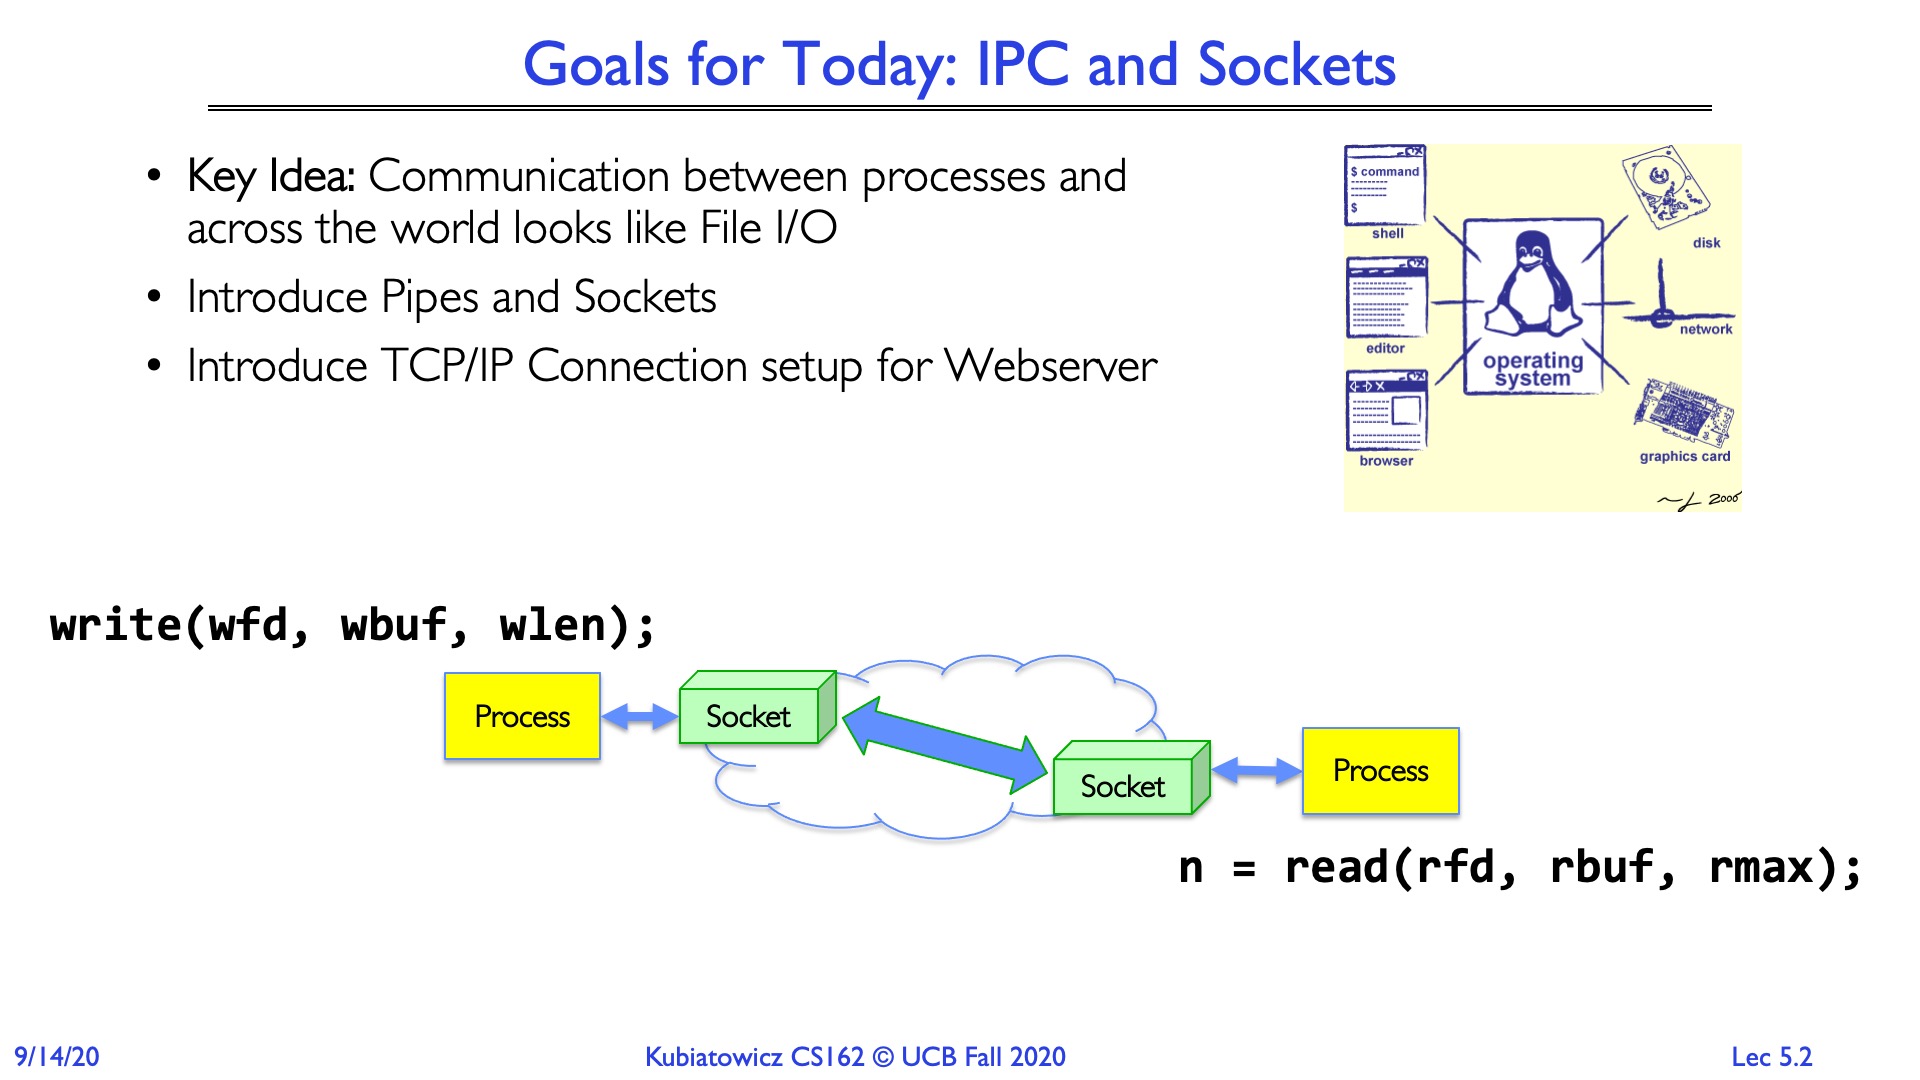 Goals for Today: IPC and Sockets
• Key Idea: Communication between processes and
across the world looks like File I/O
• Introduce Pipes and Sockets
• Introduce TCP/IP Connection setup for Webserver
$ command
$
shell
editor
browser
operating
system
disk
network
graphics card
2006
write(wfd, wbuf, wlen);
Process
Socket
Socket
Process
n = read(rfd, rbuf, rmax);
9/14/20
Kubiatowicz CS162 © UCB Fall 2020
Lec 5.2